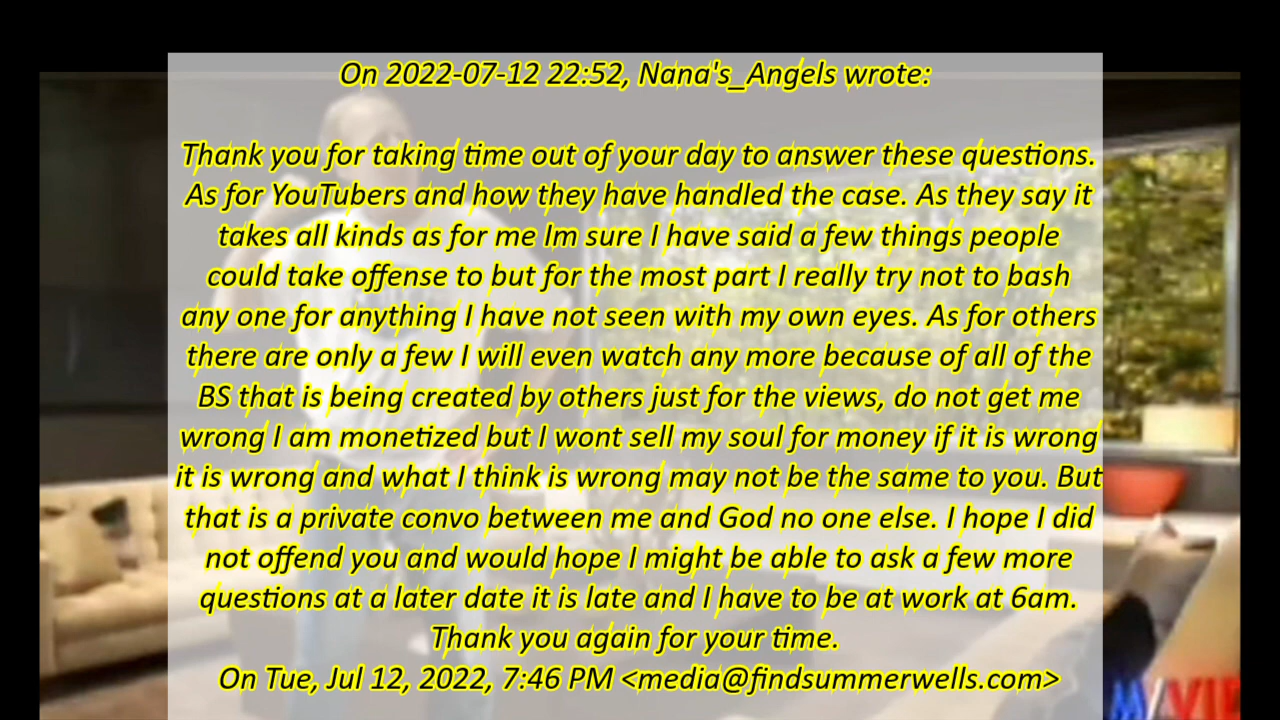 On 2022-07-12 22:52, Nana's_Angels wrote:
Thank you for taking time out of your day to answer these questions.
As for YouTubers and how they have handled the case. As they say it
takes all kinds as for me Im sure I have said a few things people
could take offense to but for the most part I really try not to bash
any one for anything I have not seen with my own eyes. As for others
there are only a few I will even watch any more because of all of the
BS that is being created by others just for the views, do not get me
wrong I am monetized but I wont sell my soul for money if it is wrong
it is wrong and what I think is wrong may not be the same to you. But
that is a private convo between me and God no one else. I hope I did
not offend you and would hope I might be able to ask a few more
questions at a later date it is late and I have to be at work at 6am.
Thank you again for your time.
On Tue, Jul 12, 2022, 7:46 PM <media@findsummerwells.com>